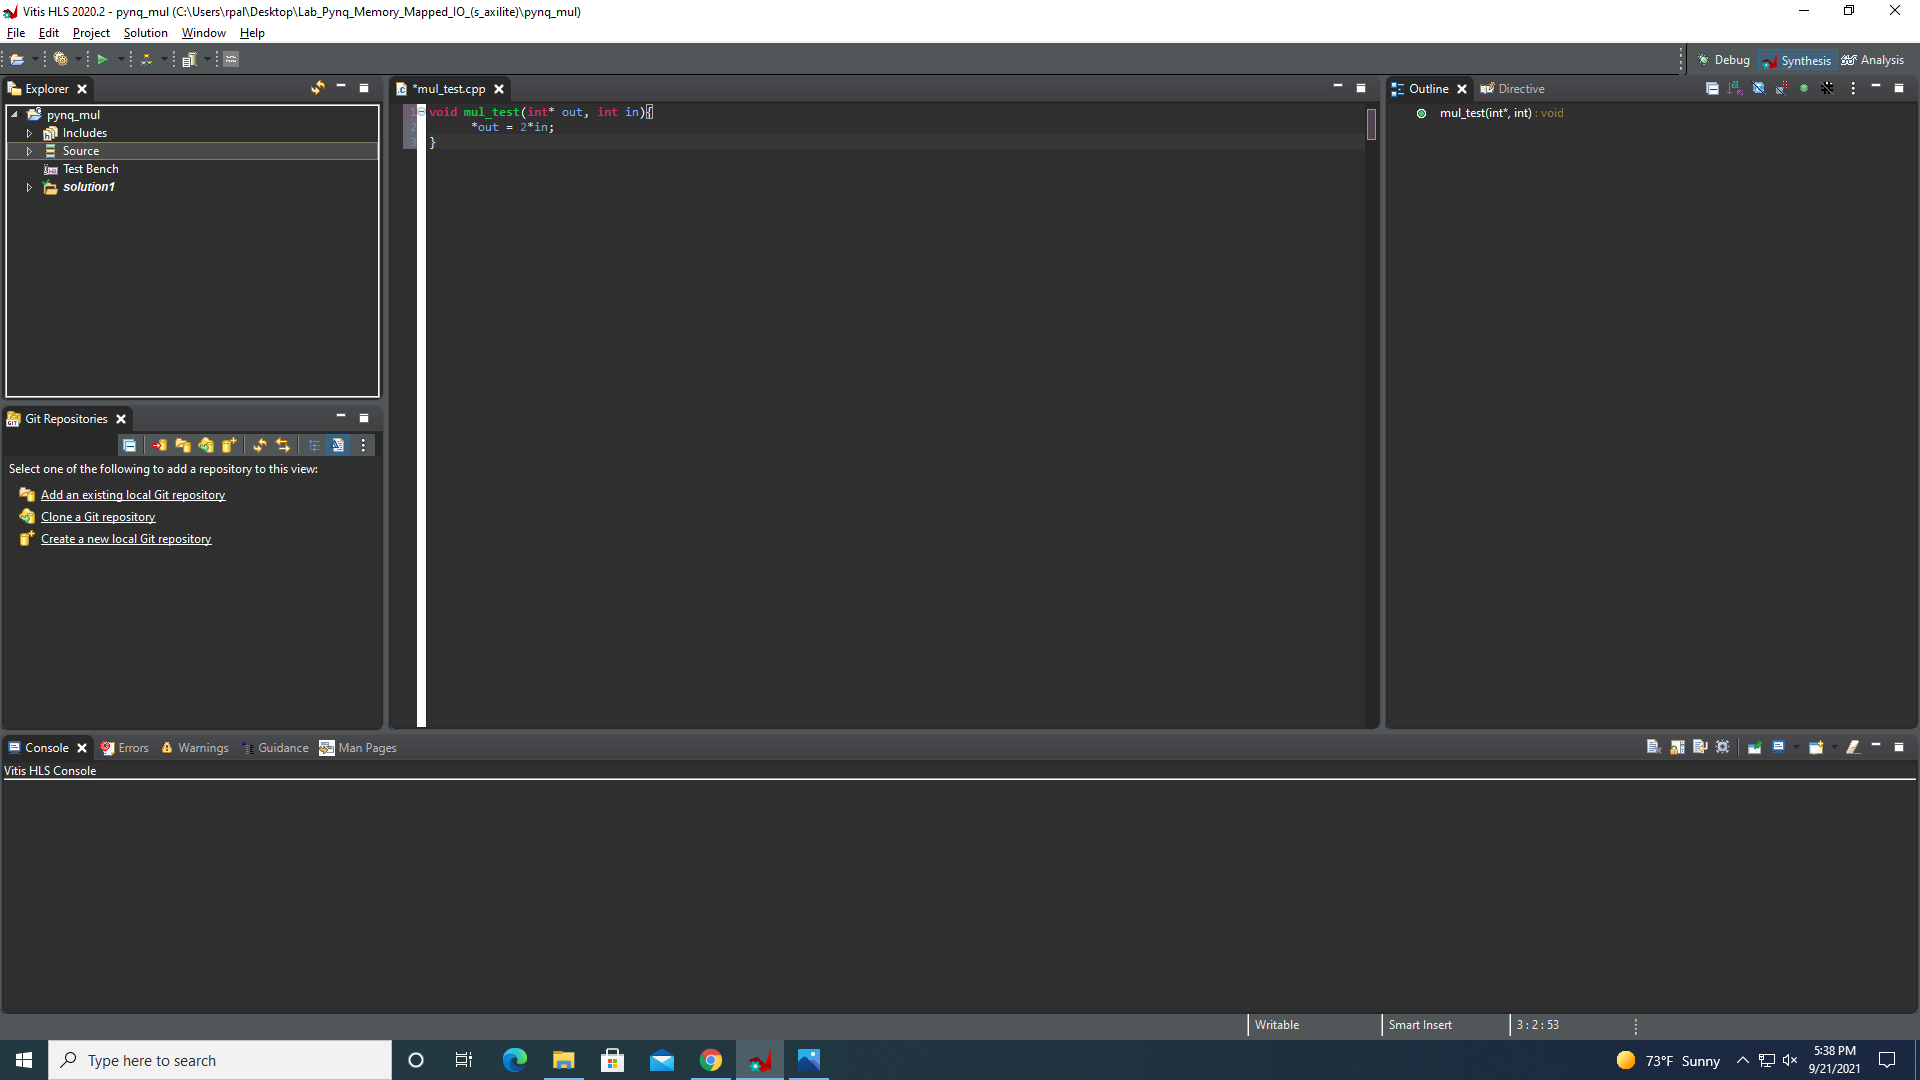 Vitis HLS 2020.2 - pynq_mul (C:\Users\rpal\Desktop\Lab_Pynq_Memory_Mapped_IO_(s_axilite)\pynq_mul)
File Edit Project Solution Window Help
Debug Synthesis Analysis
Explorer
pynq_mul
Includes
Source
Test Bench
solution1
Git Repositories
Select one of the following to add a repository to this view:
Add an existing local Git repository
Clone a Git repository
Create a new local Git repository
*mul_test.cpp
1 void mul_test(int* out, int in){
2 *out = 2*in;
3 }
Outline Directive
mul_test(int*, int) : void
Console Errors Warnings Guidance Man Pages
Vitis HLS Console
Writable Smart Insert 3 : 2 : 53
Type here to search
73°F Sunny
5:38 PM
9/21/2021